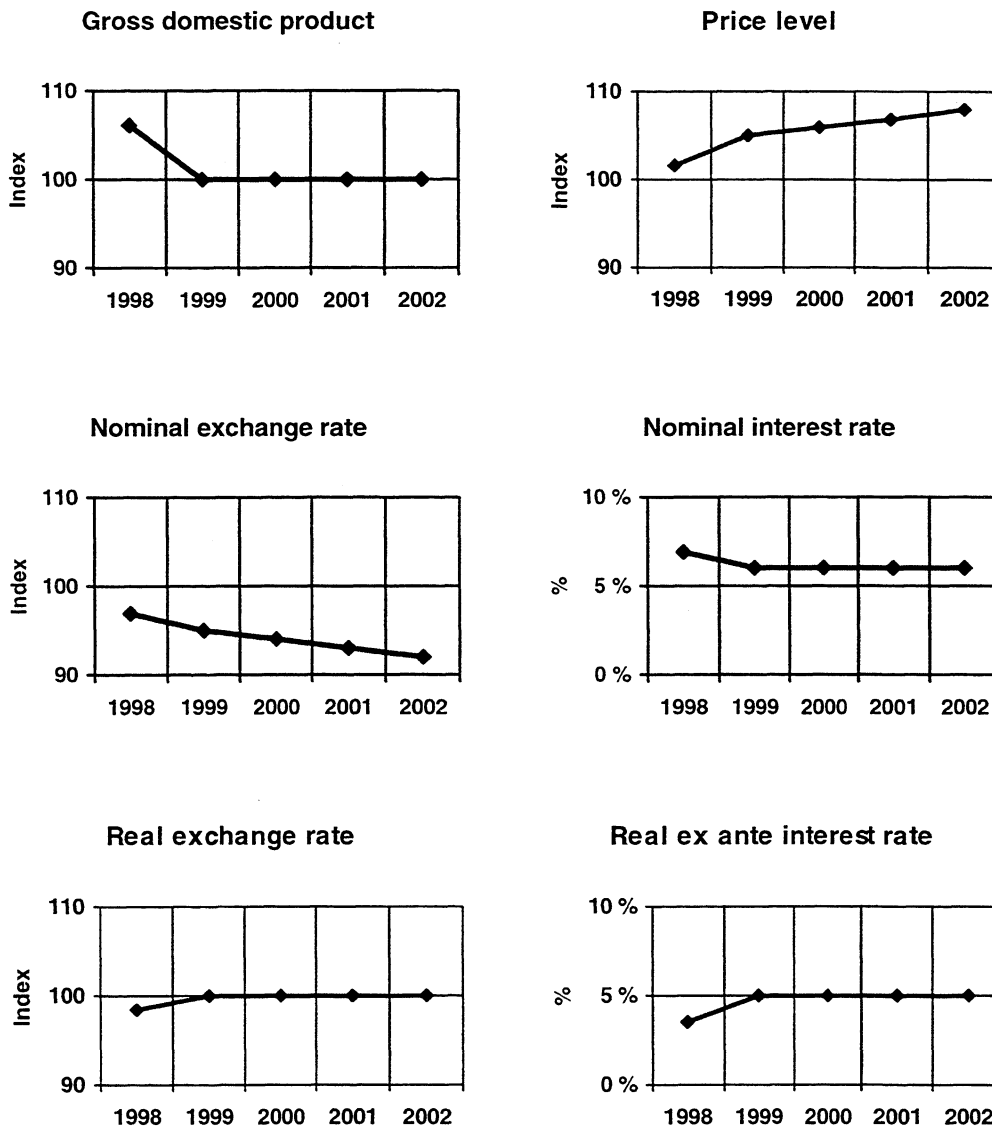 Gross domestic product
110
100
90
Index
1998 1999 2000 2001 2002
Price level
110
100
90
Index
1998 1999 2000 2001 2002
Nominal exchange rate
110
100
90
Index
1998 1999 2000 2001 2002
Nominal interest rate
10 %
5 %
0 %
%
1998 1999 2000 2001 2002
Real exchange rate
110
100
90
Index
1998 1999 2000 2001 2002
Real ex ante interest rate
10 %
5 %
0 %
%
1998 1999 2000 2001 2002